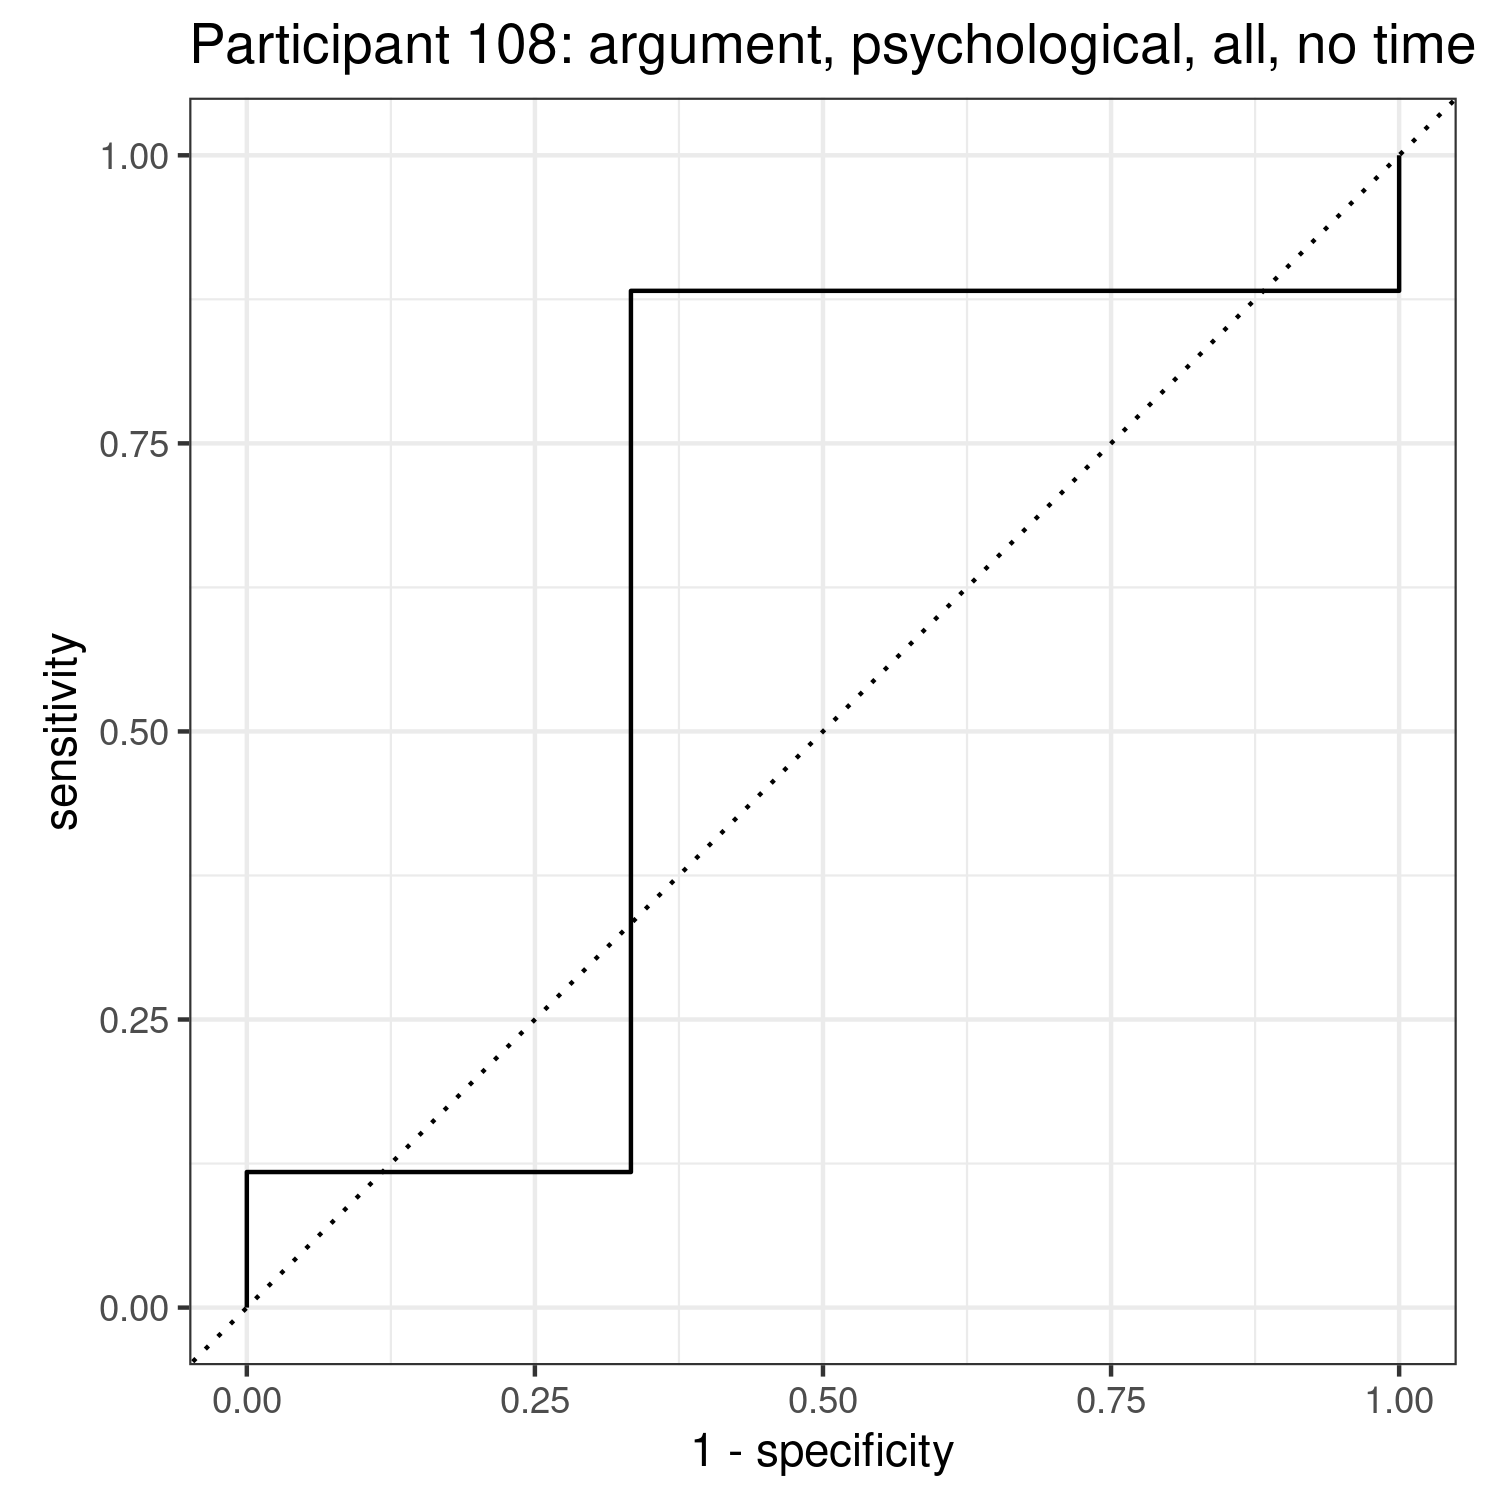 Participant 108: argument, psychological, all, no time
1.00
0.75
0.50
0.25
0.00
sensitivity
0.00 0.25 0.50 0.75 1.00
1 - specificity